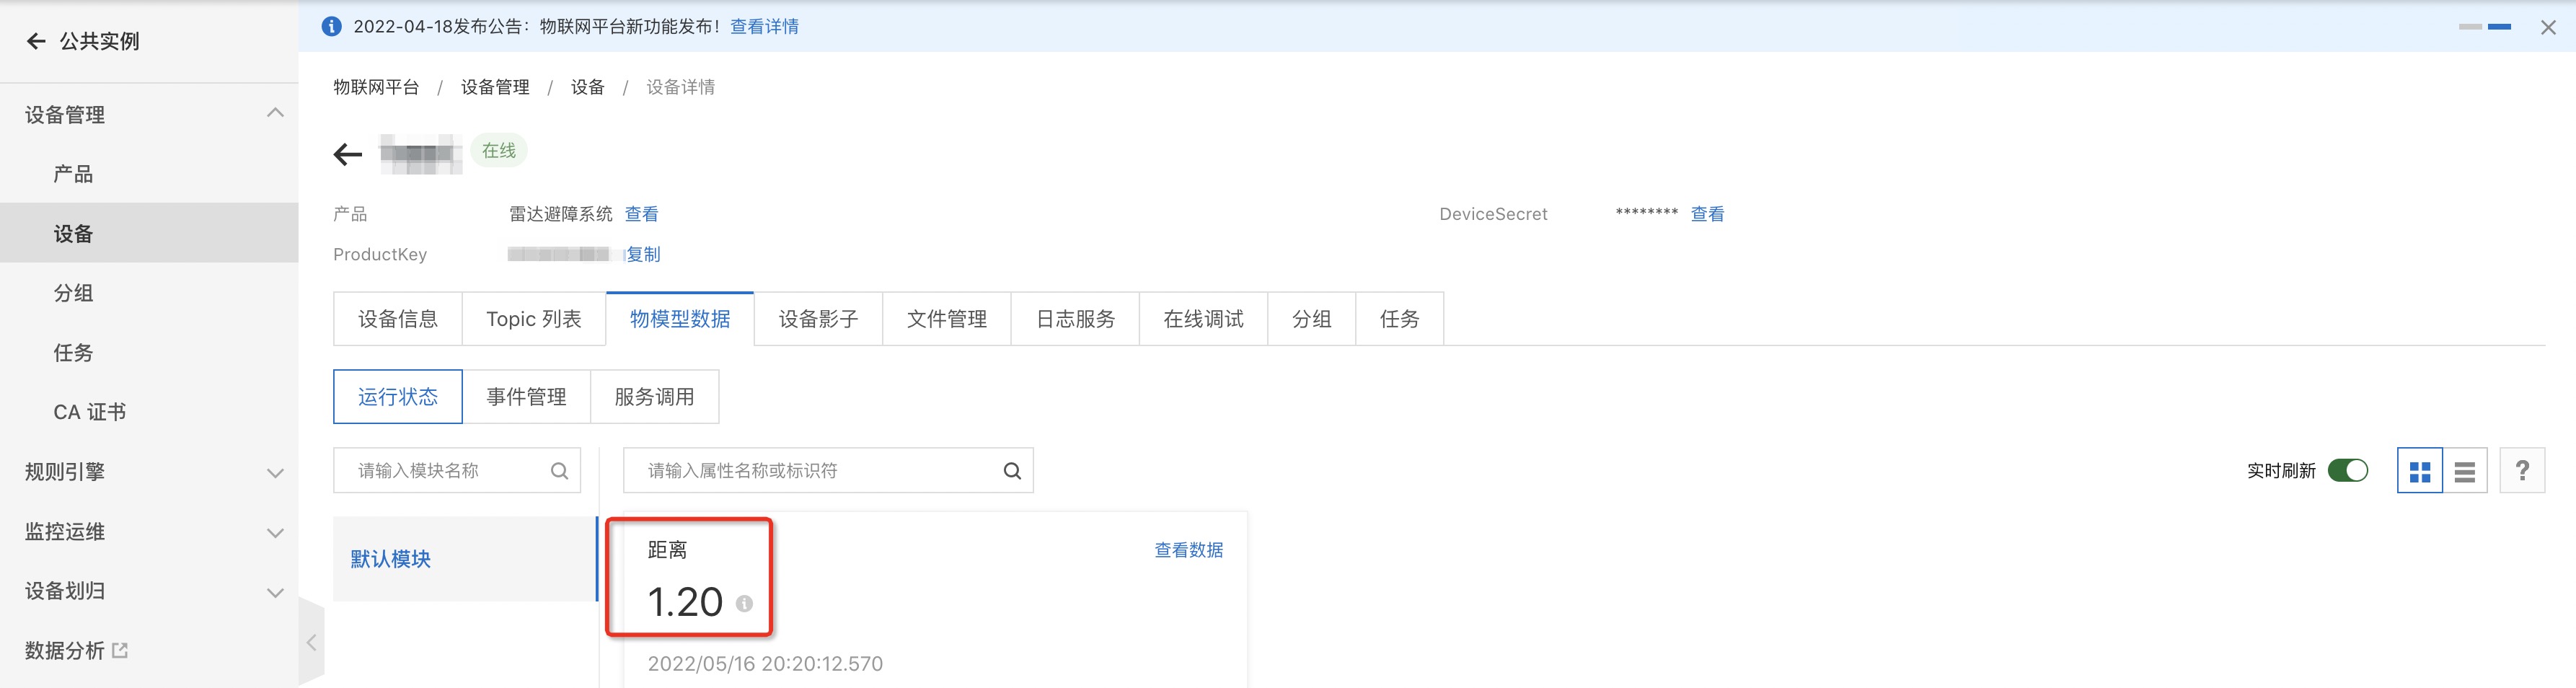 公共实例
设备管理
产品
设备
分组
任务
CA 证书
规则引擎
监控运维
设备划归
数据分析
2022-04-18发布公告：物联网平台新功能发布！ 查看详情
物联网平台 / 设备管理 / 设备 / 设备详情
在线
产品 雷达避障系统 查看 DeviceSecret ******** 查看
ProductKey 复制
设备信息 Topic 列表 物模型数据 设备影子 文件管理 日志服务 在线调试 分组 任务
运行状态 事件管理 服务调用
请输入模块名称 请输入属性名称或标识符 实时刷新 ?
默认模块
距离 查看数据
1.20
2022/05/16 20:20:12.570